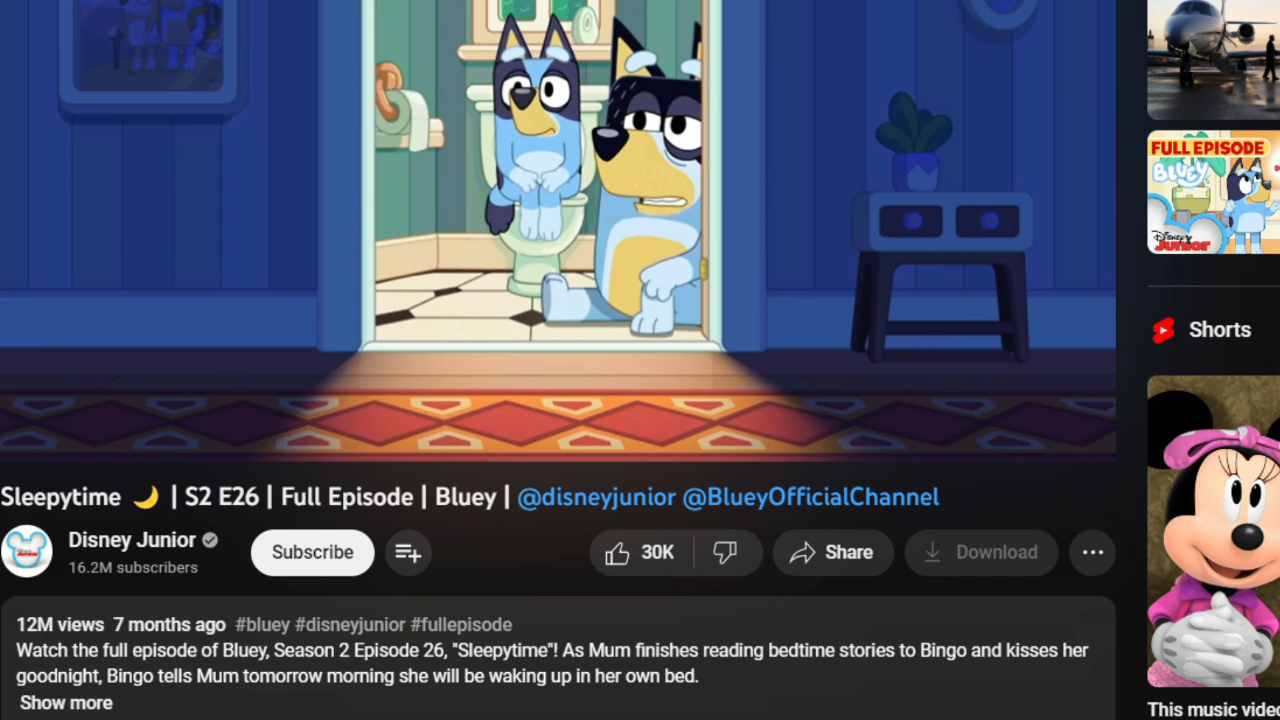 FULL EPISODE
BLUEY
Disney Junior
Shorts
Sleepytime 🌙 | S2 E26 | Full Episode | Bluey | @disneyjunior @BlueyOfficialChannel
Disney Junior
16.2M subscribers
Subscribe
30K
Share
Download
12M views 7 months ago #bluey #disneyjunior #fullepisode
Watch the full episode of Bluey, Season 2 Episode 26, "Sleepytime"! As Mum finishes reading bedtime stories to Bingo and kisses her
goodnight, Bingo tells Mum tomorrow morning she will be waking up in her own bed.
Show more
This music video